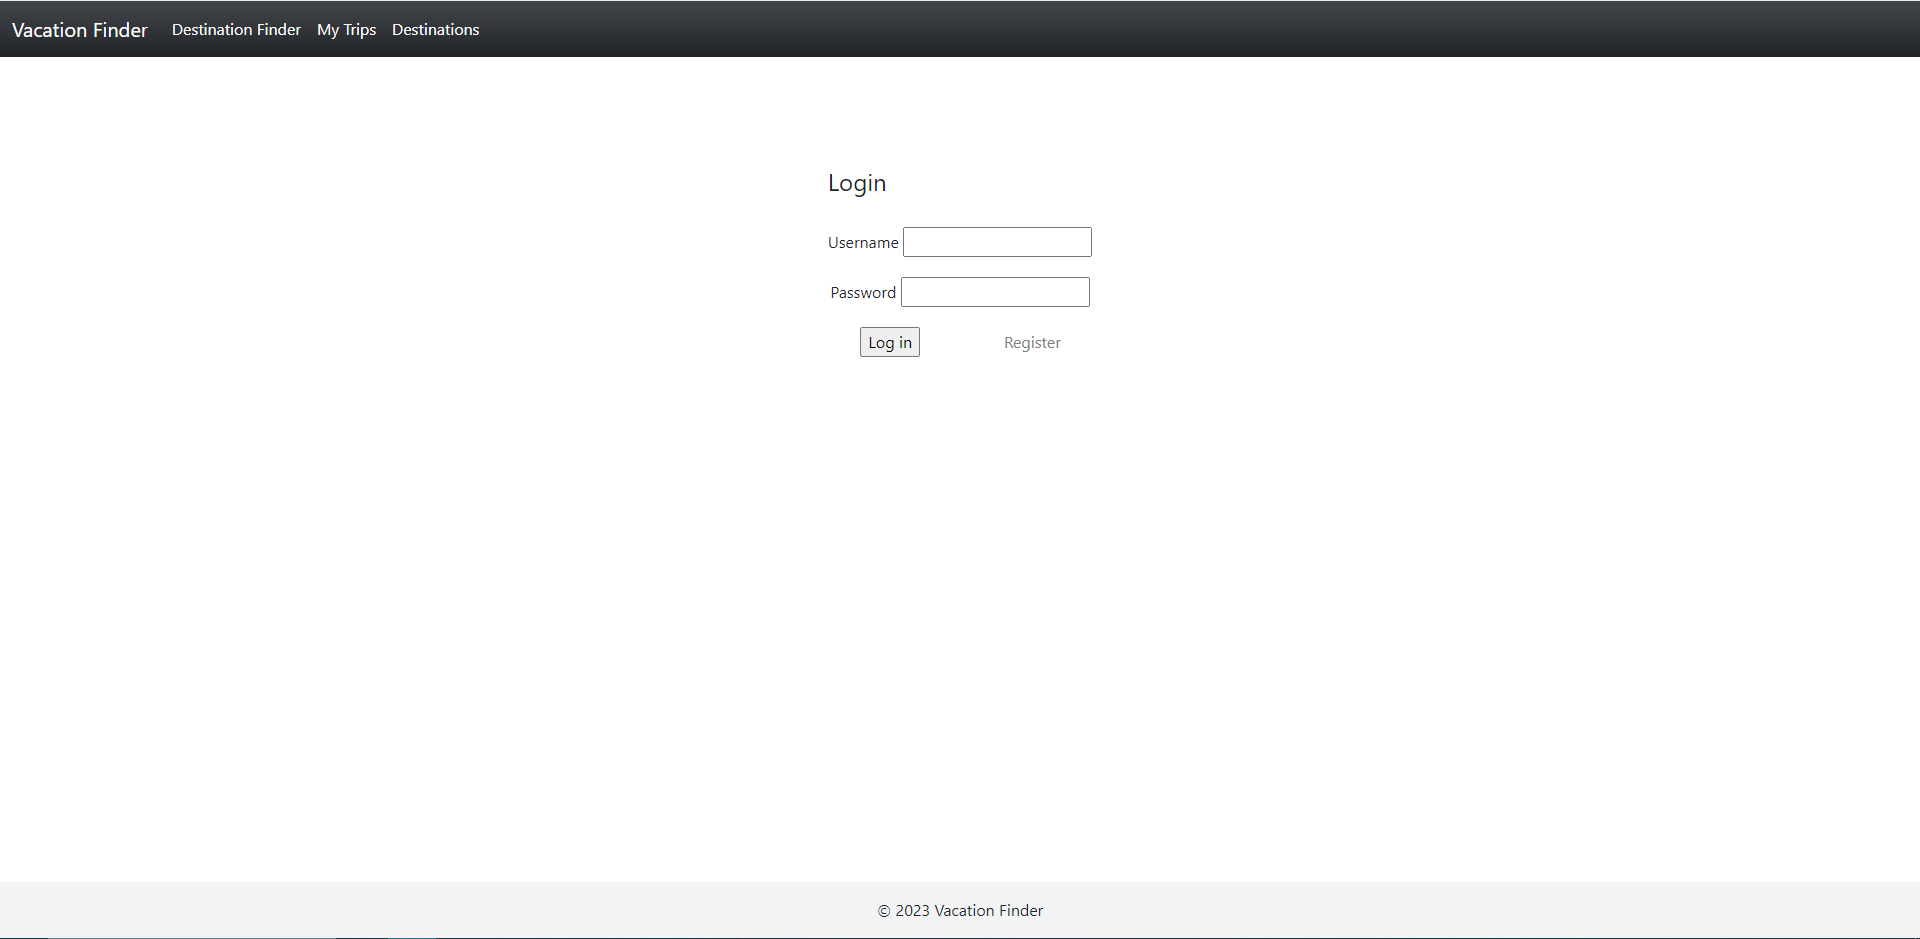 Vacation Finder Destination Finder My Trips Destinations
Login
Username
Password
Log in Register
© 2023 Vacation Finder